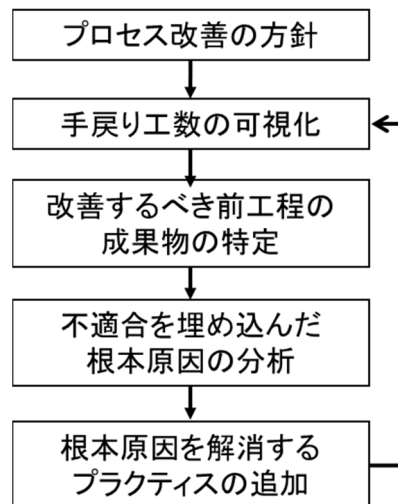 プロセス改善の方針
手戻り工数の可視化
改善するべき前工程の
成果物の特定
不適合を埋め込んだ
根本原因の分析
根本原因を解消する
プラクティスの追加